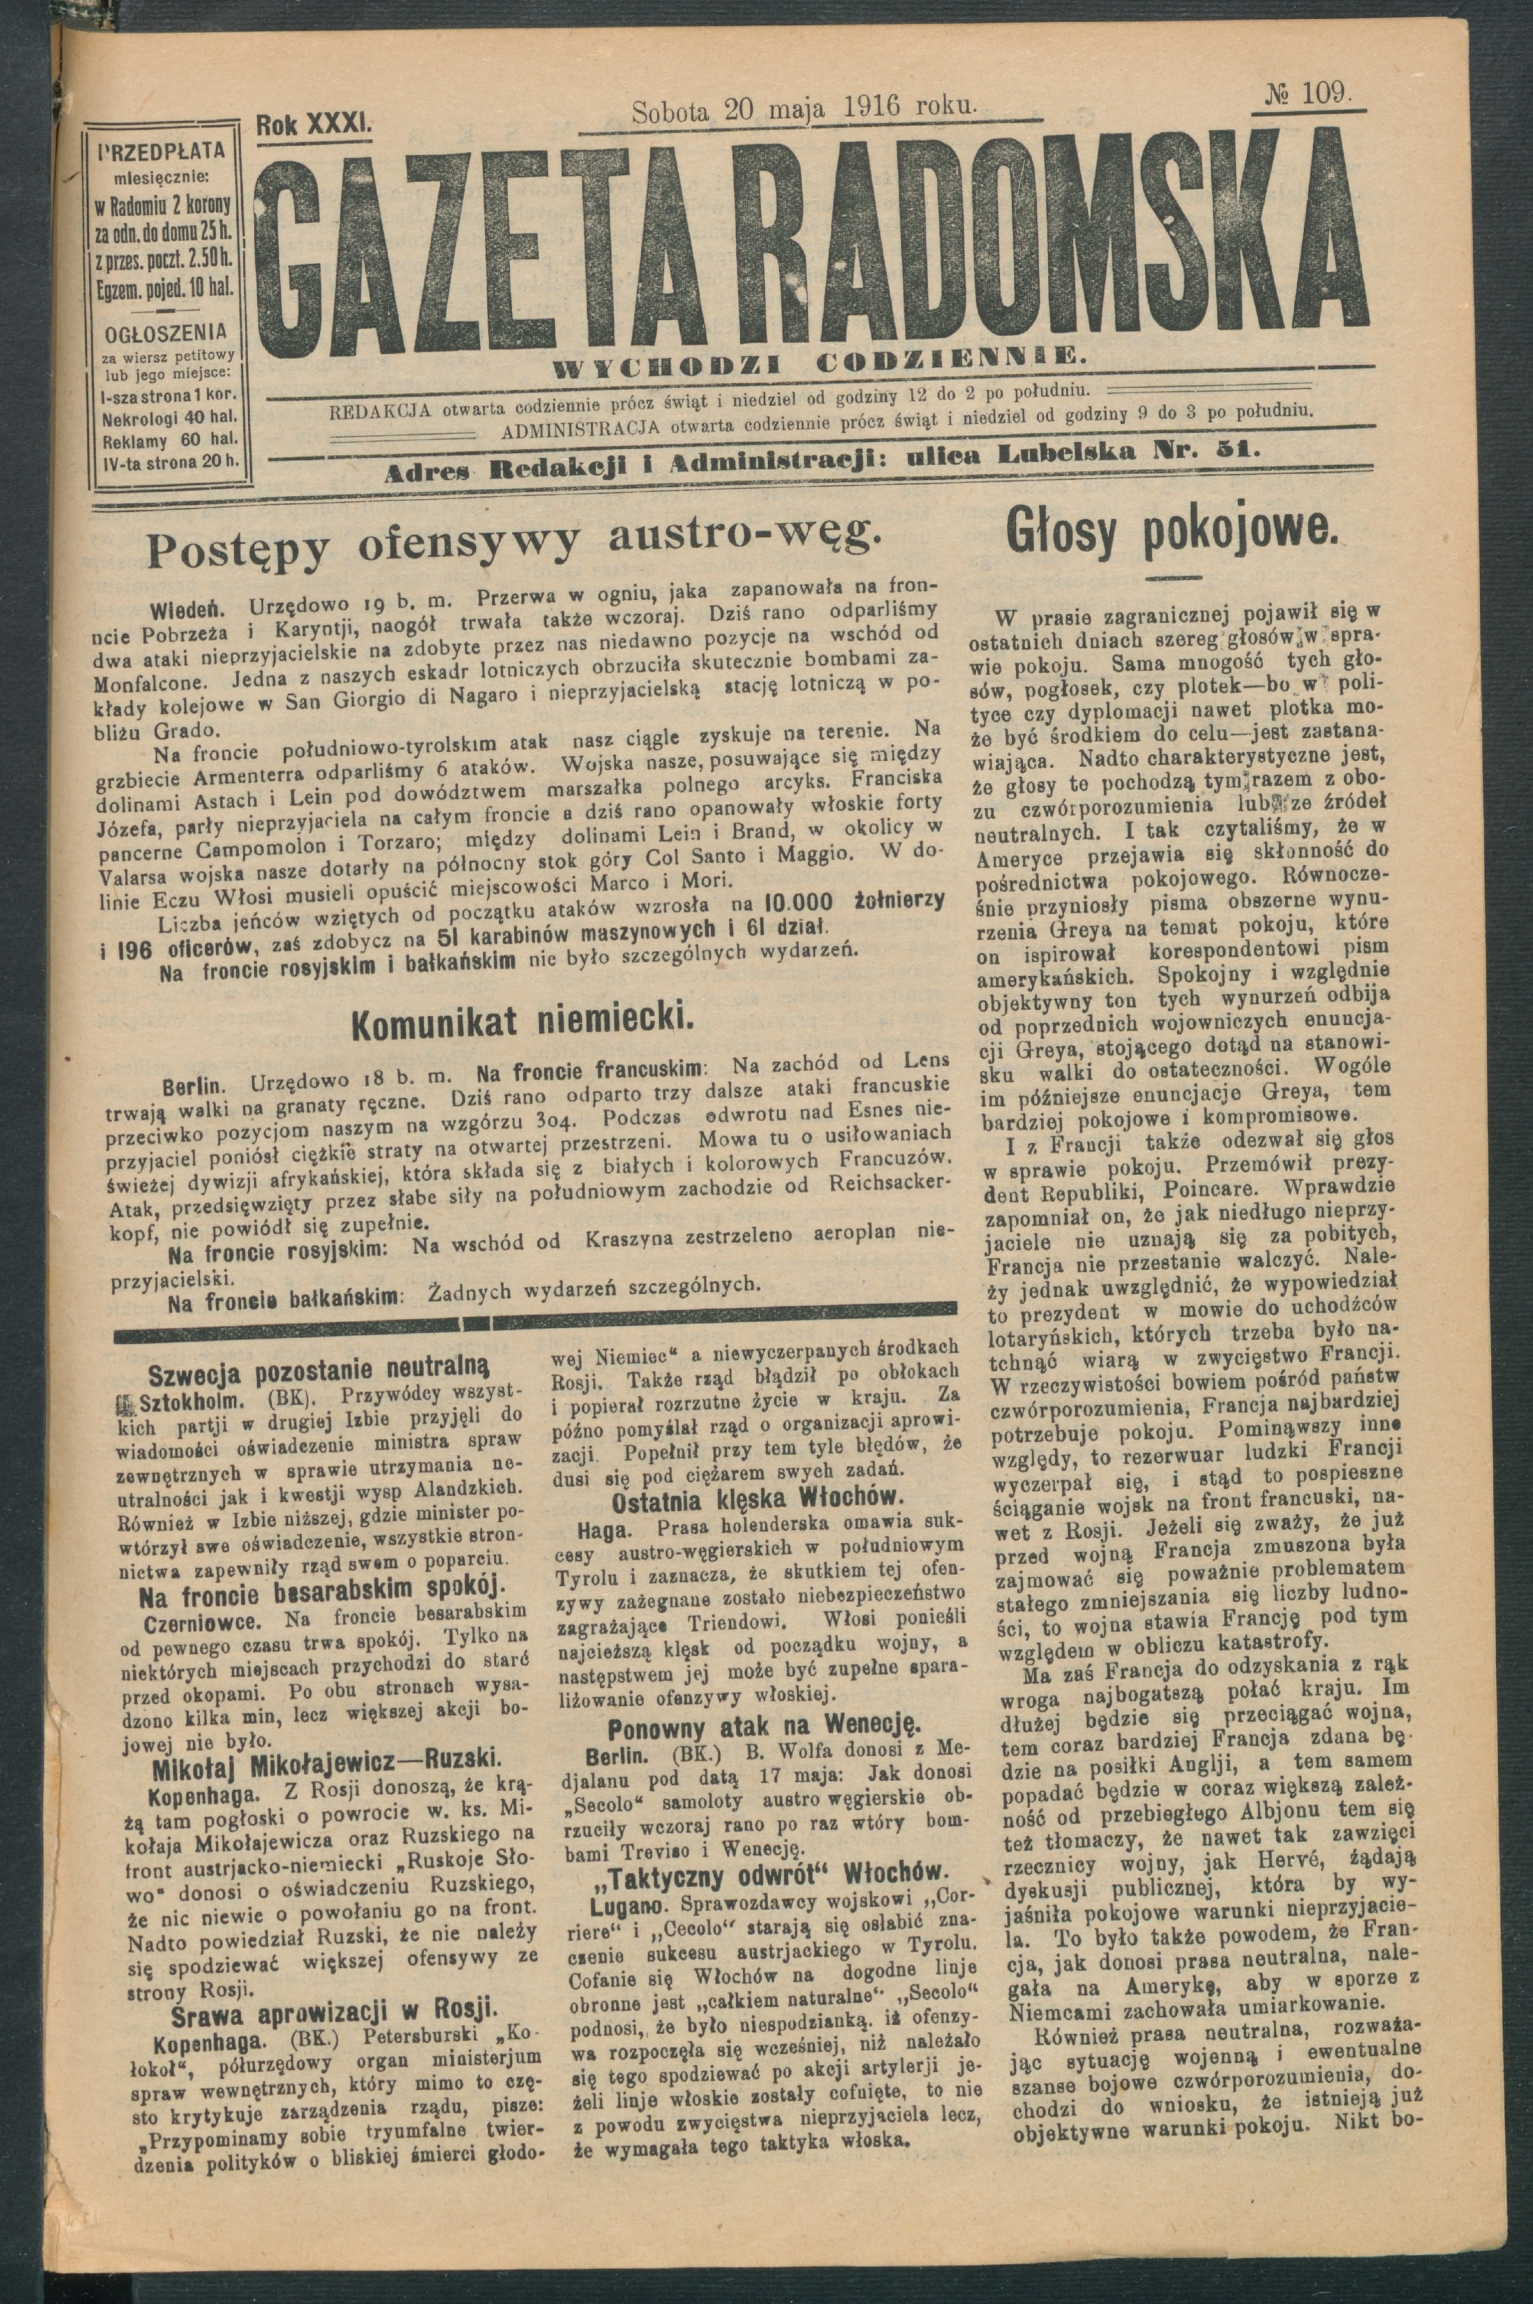 Rok XXXI.
Sobota 20 maja 1916 roku.
№ 109.
PRZEDPŁATA
miesięcznie:
w Radomiu 2 korony
za odn. do domu 25 h.
z przes. poczt. 2.50 h.
Egzem. pojed. 10 hal.
OGŁOSZENIA
za wiersz petitowy
lub jego miejsce:
I-sza strona 1 kor.
Nekrologi 40 hal.
Reklamy 60 hal.
IV-ta strona 20 h.
GAZETA RADOMSKA
WYCHODZI CODZIENNIE.
REDAKCJA otwarta codziennie prócz świąt i niedziel od godziny 12 do 2 po południu.
ADMINISTRACJA otwarta codziennie prócz świąt i niedziel od godziny 9 do 3 po południu.
Adres Redakcji i Administracji: ulica Lubelska Nr. 51.
Postępy ofensywy austro-węg.
Wiedeń. Urzędowo 19 b. m. Przerwa w ogniu, jaka zapanowała na fron-
ncie Pobrzeża i Karyntji, naogół trwała także wczoraj. Dziś rano odparliśmy
dwa ataki nieprzyjacielskie na zdobyte przez nas niedawno pozycje na wschód od
Monfalcone. Jedna z naszych eskadr lotniczych obrzuciła skutecznie bombami za-
kłady kolejowe w San Giorgio di Nagaro i nieprzyjacielską stację lotniczą w po-
bliżu Grado.
Na froncie południowo-tyrolskim atak nasz ciągle zyskuje na terenie. Na
grzbiecie Armenterra odparliśmy 6 ataków. Wojska nasze, posuwające się między
dolinami Astach i Lein pod dowództwem marszałka polnego arcyks. Franciska
Józefa, parły nieprzyjaciela na całym froncie a dziś rano opanowały włoskie forty
pancerne Campomolon i Torzaro; między dolinami Lein i Brand, w okolicy w
Valarsa wojska nasze dotarły na północny stok góry Col Santo i Maggio. W do-
linie Eczu Włosi musieli opuścić miejscowości Marco i Mori.
Liczba jeńców wziętych od początku ataków wzrosła na 10.000 żołnierzy
i 196 oficerów, zaś zdobycz na 51 karabinów maszynowych i 61 dział.
Na froncie rosyjskim i bałkańskim nie było szczególnych wydarzeń.
Komunikat niemiecki.
Berlin. Urzędowo 18 b. m. Na froncie francuskim: Na zachód od Lens
trwają walki na granaty ręczne. Dziś rano odparto trzy dalsze ataki francuskie
przeciwko pozycjom naszym na wzgórzu 304. Podczas odwrotu nad Esnes nie-
przyjaciel poniósł ciężkie straty na otwartej przestrzeni. Mowa tu o usiłowaniach
świeżej dywizji afrykańskiej, która składa się z białych i kolorowych Francuzów.
Atak, przedsięwzięty przez słabe siły na południowym zachodzie od Reichsacker-
kopf, nie powiódł się zupełnie.
Na froncie rosyjskim: Na wschód od Kraszyna zestrzeleno aeroplan nie-
przyjacielski.
Na froncie bałkańskim: Żadnych wydarzeń szczególnych.
Szwecja pozostanie neutralną
Sztokholm. (BK). Przywódcy wszyst-
kich partji w drugiej Izbie przyjęli do
wiadomości oświadczenie ministra spraw
zewnętrznych w sprawie utrzymania ne-
utralności jak i kwestji wysp Alandzkich.
Również w Izbie niższej, gdzie minister po-
wtórzył swe oświadczenie, wszystkie stron-
nictwa zapewniły rząd swem o poparciu.
Na froncie besarabskim spokój.
Czerniowce. Na froncie besarabskim
od pewnego czasu trwa spokój. Tylko na
niektórych miejscach przychodzi do starć
przed okopami. Po obu stronach wysa-
dzono kilka min, lecz większej akcji bo-
jowej nie było.
Mikołaj Mikołajewicz—Ruzski.
Kopenhaga. Z Rosji donoszą, że krą-
żą tam pogłoski o powrocie w. ks. Mi-
kołaja Mikołajewicza oraz Ruzskiego na
front austrjacko-niemiecki „Ruskoje Sło-
wo" donosi o oświadczeniu Ruzskiego,
że nic niewie o powołaniu go na front.
Nadto powiedział Ruzski, że nie należy
się spodziewać większej ofensywy ze
strony Rosji.
Srawa aprowizacji w Rosji.
Kopenhaga. (BK.) Petersburski „Ko-
łokoł“, półurzędowy organ ministerjum
spraw wewnętrznych, który mimo to czę-
sto krytykuje zarządzenia rządu, pisze:
„Przypominamy sobie tryumfalne twier-
dzenia polityków o bliskiej śmierci głodo-
wej Niemiec“ a niewyczerpanych środkach
Rosji. Także rząd błądził po obłokach
i popierał rozrzutne życie w kraju. Za
późno pomyślał rząd o organizacji aprowi-
zacji. Popełnił przy tem tyle błędów, że
dusi się pod ciężarem swych zadań.
Ostatnia klęska Włochów.
Haga. Prasa holenderska omawia suk-
cesy austro-węgierskich w południowym
Tyrolu i zaznacza, że skutkiem tej ofen-
zywy zażegnane zostało niebezpieczeństwo
zagrażające Triendowi. Włosi ponieśli
najcieższą klęsk od początku wojny, a
następstwem jej może być zupełne spara-
liżowanie ofenzywy włoskiej.
Ponowny atak na Wenecję.
Berlin. (BK.) B. Wolfa donosi z Me-
djalanu pod datą 17 maja: Jak donosi
„Secolo“ samoloty austro węgierskie ob-
rzuciły wczoraj rano po raz wtóry bom-
bami Treviso i Wenecję.
„Taktyczny odwrót“ Włochów.
Lugano. Sprawozdawcy wojskowi „Cor-
riere“ i „Cecolo“ starają się osłabić zna-
czenie sukcesu austrjackiego w Tyrolu.
Cofanie się Włochów na dogodne linje
obronne jest „całkiem naturalne“ „Secolo“
podnosi, że było niespodzianką. iż ofenzy-
wa rozpoczęła się wcześniej, niż należało
się tego spodziewać po akcji artylerji je-
żeli linje włoskie zostały cofnięte, to nie
z powodu zwycięstwa nieprzyjaciela lecz,
że wymagała tego taktyka włoska.
Głosy pokojowe.
W prasie zagranicznej pojawił się w
ostatnich dniach szereg głosów w spra-
wie pokoju. Sama mnogość tych gło-
sów, pogłosek, czy plotek—bo w poli-
tyce czy dyplomacji nawet plotka mo-
że być środkiem do celu—jest zastana-
wiająca. Nadto charakterystyczne jest,
że głosy te pochodzą tym razem z obo-
zu czwórporozumienia lub ze źródeł
neutralnych. I tak czytaliśmy, że w
Ameryce przejawia się skłonność do
pośrednictwa pokojowego. Równocze-
śnie przyniosły pisma obszerne wynu-
rzenia Greya na temat pokoju, które
on ispirował korespondentowi pism
amerykańskich. Spokojny i względnie
objektywny ton tych wynurzeń odbija
od poprzednich wojowniczych enuncja-
cji Greya, stojącego dotąd na stanowi-
sku walki do ostateczności. Wogóle
im późniejsze enuncjacje Greya, tem
bardziej pokojowe i kompromisowe.
I z Francji także odezwał się głos
w sprawie pokoju. Przemówił prezy-
dent Republiki, Poincare. Wprawdzie
zapomniał on, że jak niedługo nieprzy-
jaciele nie uznają się za pobitych,
Francja nie przestanie walczyć. Nale-
ży jednak uwzględnić, że wypowiedział
to prezydent w mowie do uchodźców
lotaryńskich, których trzeba było na-
tchnąć wiarą w zwycięstwo Francji.
W rzeczywistości bowiem pośród państw
czwórporozumienia, Francja najbardziej
potrzebuje pokoju. Pominąwszy inne
względy, to rezerwuar ludzki Francji
wyczerpał się, i stąd to pospieszne
ściąganie wojsk na front francuski, na-
wet z Rosji. Jeżeli się zważy, że już
przed wojną Francja zmuszona była
zajmować się poważnie problematem
stałego zmniejszania się liczby ludno-
ści, to wojna stawia Francję pod tym
względem w obliczu katastrofy.
Ma zaś Francja do odzyskania z rąk
wroga najbogatszą połać kraju. Im
dłużej będzie się przeciągać wojna,
tem coraz bardziej Francja zdana bę-
dzie na posiłki Anglji, a tem samem
popadać będzie w coraz większą zależ-
ność od przebiegłego Albjonu tem się
też tłomaczy, że nawet tak zawzięci
rzecznicy wojny, jak Hervé, żądają
dyskusji publicznej, która by wy-
jaśniła pokojowe warunki nieprzyjacie-
la. To było także powodem, że Fran-
cja, jak donosi prasa neutralna, nale-
gała na Amerykę, aby w sporze z
Niemcami zachowała umiarkowanie.
Również prasa neutralna, rozważa-
jąc sytuację wojenną i ewentualne
szanse bojowe czwórporozumienia, do-
chodzi do wniosku, że istnieją już
objektywne warunki pokoju. Nikt bo-